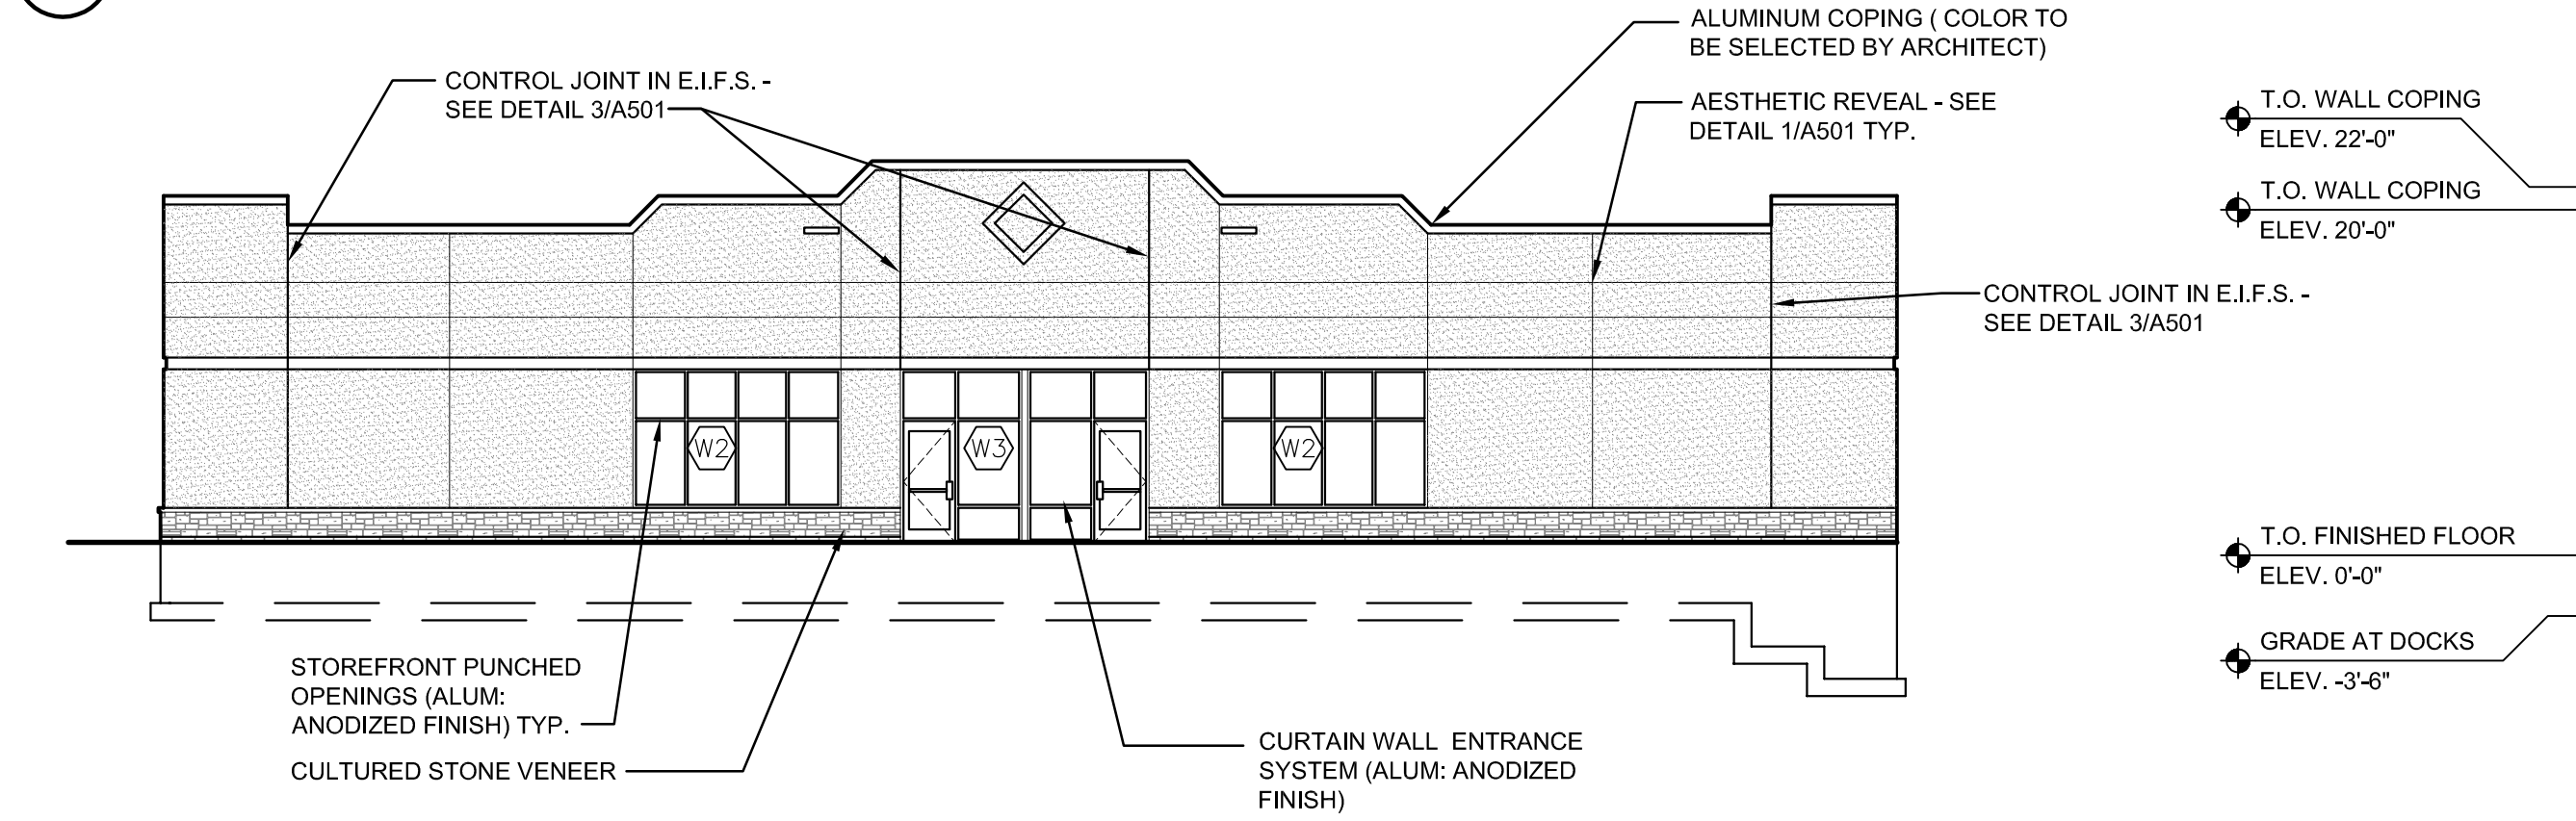 ALUMINUM COPING ( COLOR TO
BE SELECTED BY ARCHITECT)
CONTROL JOINT IN E.I.F.S. -
SEE DETAIL 3/A501
AESTHETIC REVEAL - SEE
DETAIL 1/A501 TYP.
T.O. WALL COPING
ELEV. 22'-0"
T.O. WALL COPING
ELEV. 20'-0"
CONTROL JOINT IN E.I.F.S. -
SEE DETAIL 3/A501
W2
W3
W2
T.O. FINISHED FLOOR
ELEV. 0'-0"
GRADE AT DOCKS
ELEV. -3'-6"
STOREFRONT PUNCHED
OPENINGS (ALUM:
ANODIZED FINISH) TYP.
CULTURED STONE VENEER
CURTAIN WALL  ENTRANCE
SYSTEM (ALUM: ANODIZED
FINISH)